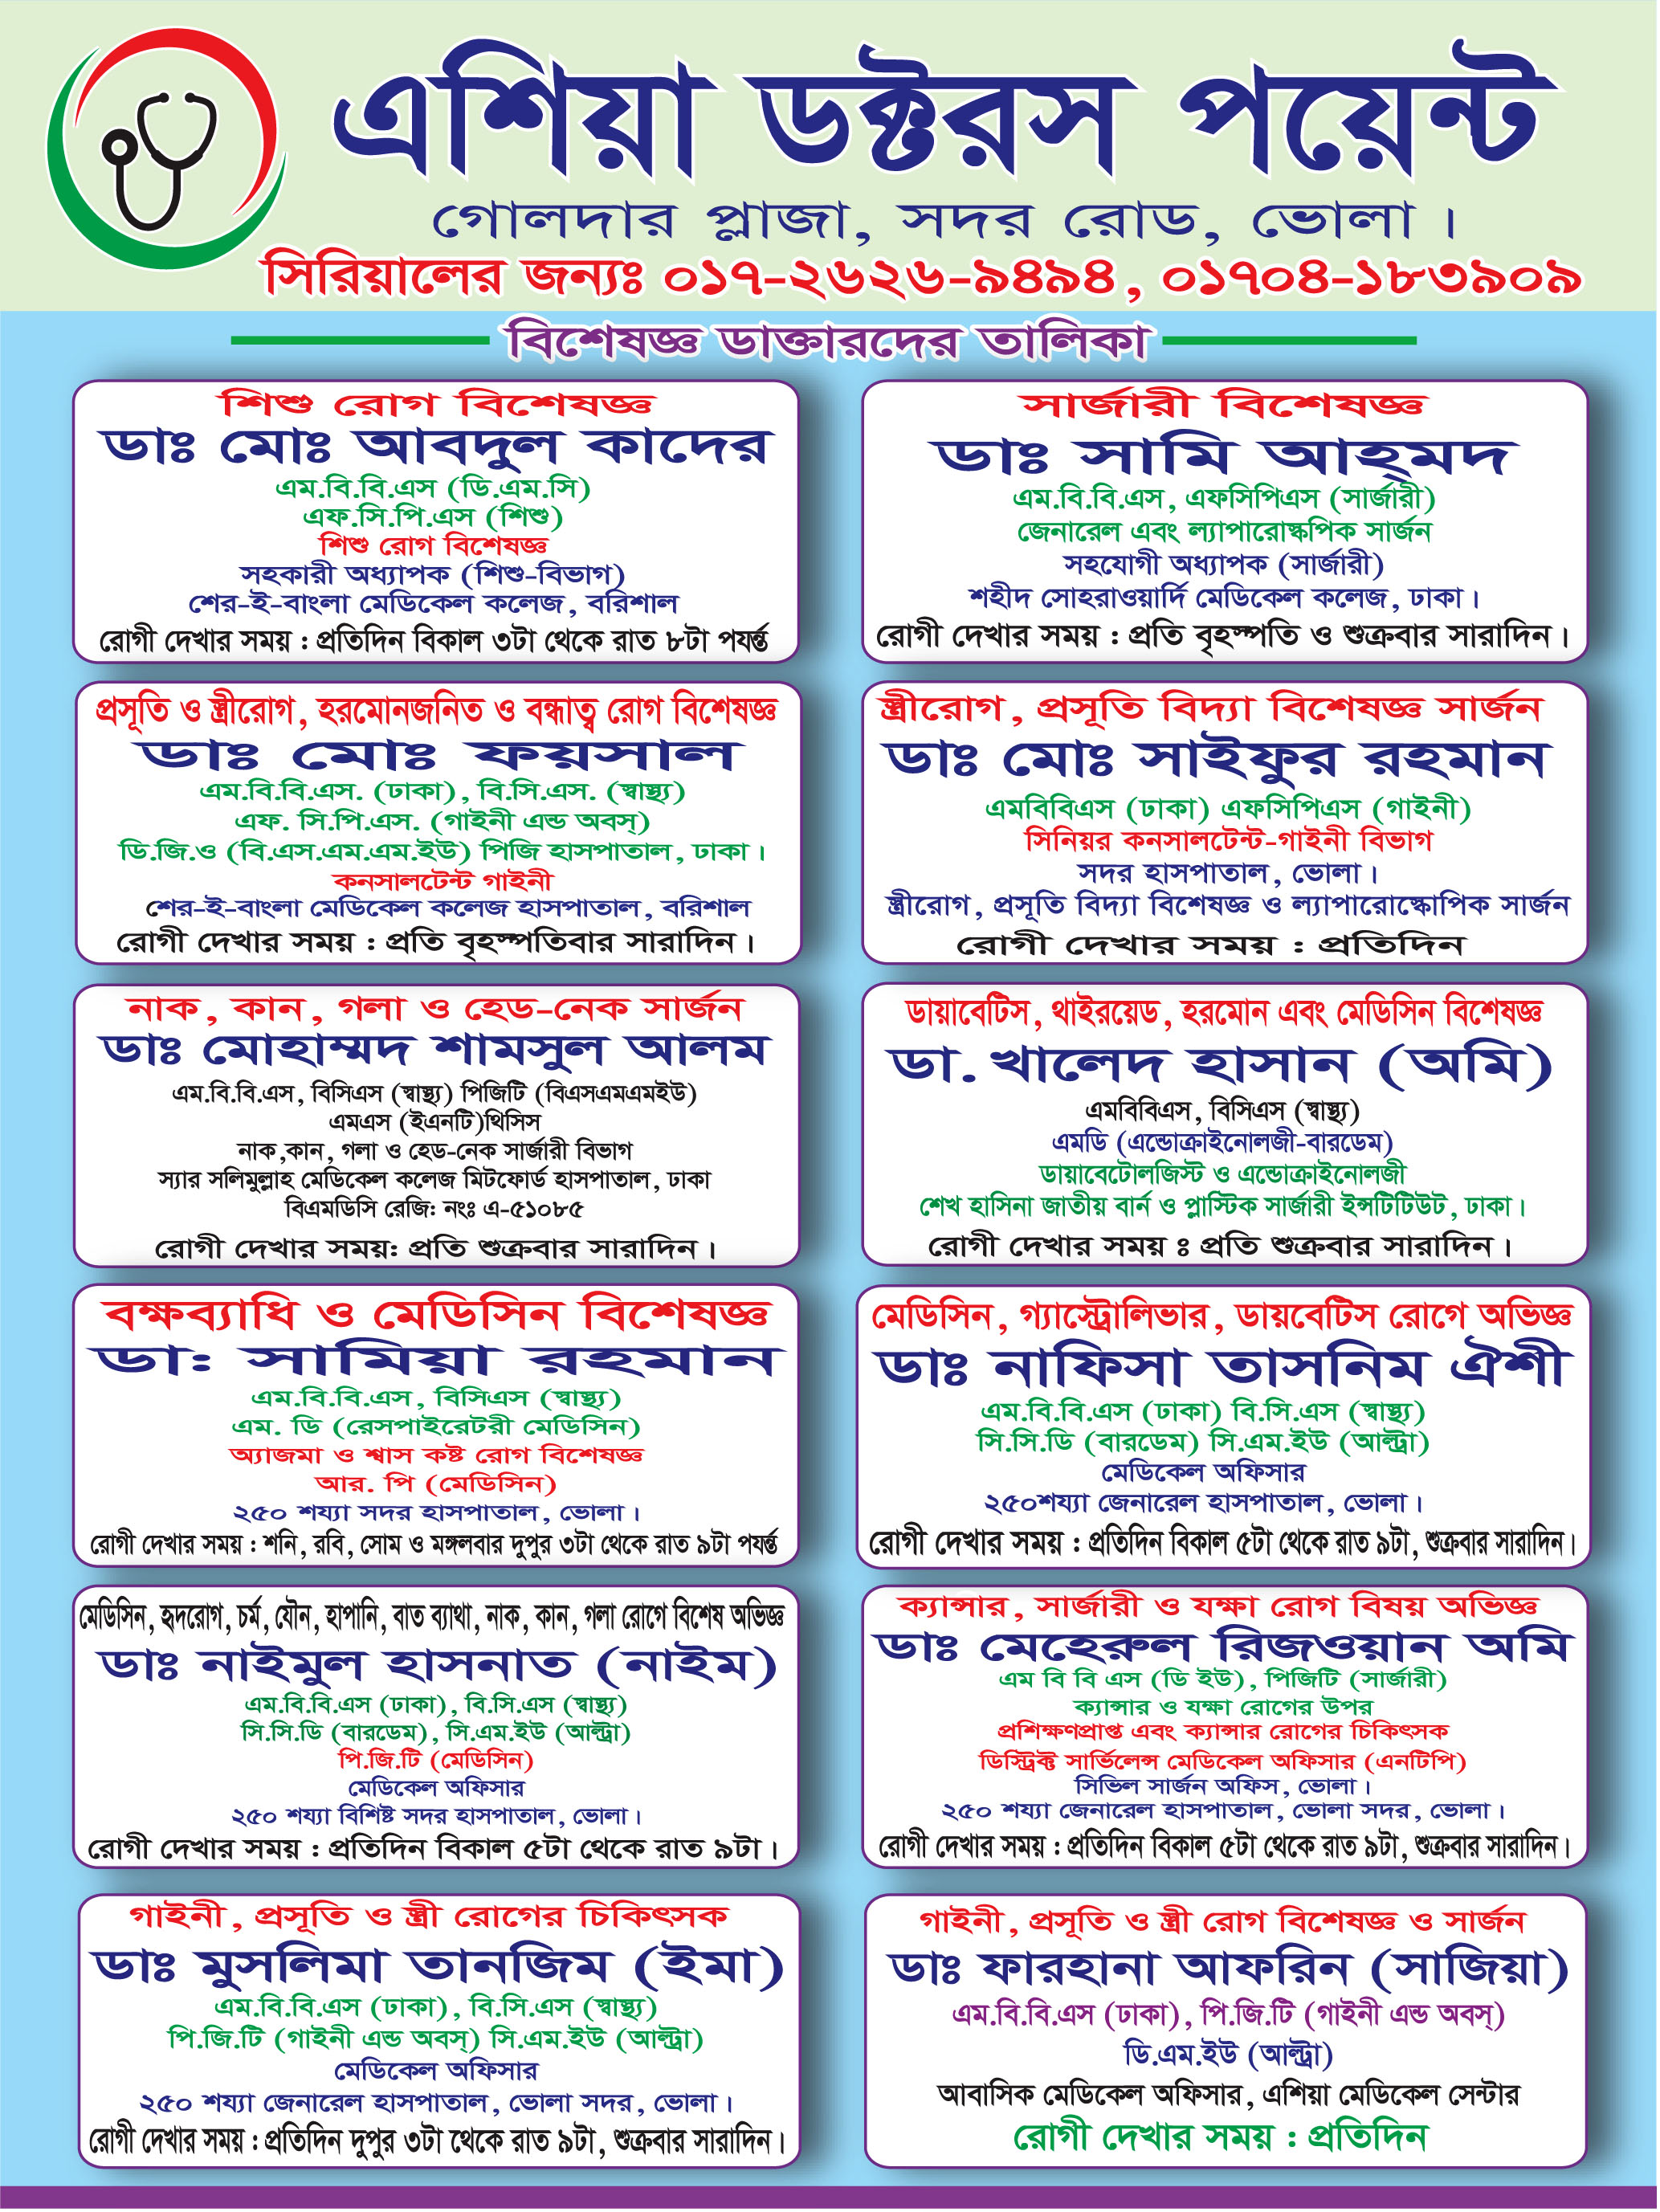 এশিয়া ডক্টরস পয়েন্ট
গোলদার প্লাজা, সদর রোড, ভোলা।
সিরিয়ালের জন্যঃ ০১৭-২৬২৬-৯৪৯৪, ০১৭০৪-১৮৩৯০৯
বিশেষজ্ঞ ডাক্তারদের তালিকা
শিশু রোগ বিশেষজ্ঞ
ডাঃ মোঃ আবদুল কাদের
এম.বি.বি.এস (ডি.এম.সি)
এফ.সি.পি.এস (শিশু)
শিশু রোগ বিশেষজ্ঞ
সহকারী অধ্যাপক (শিশু-বিভাগ)
শের-ই-বাংলা মেডিকেল কলেজ, বরিশাল
রোগী দেখার সময় : প্রতিদিন বিকাল ৩টা থেকে রাত ৮টা পযর্ন্ত
সার্জারী বিশেষজ্ঞ
ডাঃ সামি আহ্‌মদ
এম.বি.বি.এস, এফসিপিএস (সার্জারী)
জেনারেল এবং ল্যাপারোস্কপিক সার্জন
সহযোগী অধ্যাপক (সার্জারী)
শহীদ সোহরাওয়ার্দি মেডিকেল কলেজ, ঢাকা।
রোগী দেখার সময় : প্রতি বৃহস্পতি ও শুক্রবার সারাদিন।
প্রসূতি ও স্ত্রীরোগ, হরমোনজনিত ও বন্ধাত্ব রোগ বিশেষজ্ঞ
ডাঃ মোঃ ফয়সাল
এম.বি.বি.এস. (ঢাকা), বি.সি.এস. (স্বাস্থ্য)
এফ. সি.পি.এস. (গাইনী এন্ড অবস্)
ডি.জি.ও (বি.এস.এম.এম.ইউ) পিজি হাসপাতাল, ঢাকা।
কনসালটেন্ট গাইনী
শের-ই-বাংলা মেডিকেল কলেজ হাসপাতাল, বরিশাল
রোগী দেখার সময় : প্রতি বৃহস্পতিবার সারাদিন।
স্ত্রীরোগ, প্রসূতি বিদ্যা বিশেষজ্ঞ সার্জন
ডাঃ মোঃ সাইফুর রহমান
এমবিবিএস (ঢাকা) এফসিপিএস (গাইনী)
সিনিয়র কনসালটেন্ট-গাইনী বিভাগ
সদর হাসপাতাল, ভোলা।
স্ত্রীরোগ, প্রসূতি বিদ্যা বিশেষজ্ঞ ও ল্যাপারোস্কোপিক সার্জন
রোগী দেখার সময় : প্রতিদিন
নাক, কান, গলা ও হেড-নেক সার্জন
ডাঃ মোহাম্মদ শামসুল আলম
এম.বি.বি.এস, বিসিএস (স্বাস্থ্য) পিজিটি (বিএসএমএমইউ)
এমএস (ইএনটি)থিসিস
নাক,কান, গলা ও হেড-নেক সার্জারী বিভাগ
স্যার সলিমুল্লাহ মেডিকেল কলেজ মিটফোর্ড হাসপাতাল, ঢাকা
বিএমডিসি রেজি: নংঃ এ-৫১০৮৫
রোগী দেখার সময়: প্রতি শুক্রবার সারাদিন।
ডায়াবেটিস, থাইরয়েড, হরমোন এবং মেডিসিন বিশেষজ্ঞ
ডা. খালেদ হাসান (অমি)
এমবিবিএস, বিসিএস (স্বাস্থ্য)
এমডি (এন্ডোক্রাইনোলজী-বারডেম)
ডায়াবেটোলজিস্ট ও এন্ডোক্রাইনোলজী
শেখ হাসিনা জাতীয় বার্ন ও প্লাস্টিক সার্জারী ইন্সটিটিউট, ঢাকা।
রোগী দেখার সময় ঃ প্রতি শুক্রবার সারাদিন।
বক্ষব্যাধি ও মেডিসিন বিশেষজ্ঞ
ডা: সামিয়া রহমান
এম.বি.বি.এস, বিসিএস (স্বাস্থ্য)
এম. ডি (রেসপাইরেটরী মেডিসিন)
অ্যাজমা ও শ্বাস কষ্ট রোগ বিশেষজ্ঞ
আর. পি (মেডিসিন)
২৫০ শয্যা সদর হাসপাতাল, ভোলা।
রোগী দেখার সময় : শনি, রবি, সোম ও মঙ্গলবার দুপুর ৩টা থেকে রাত ৯টা পযর্ন্ত
মেডিসিন, গ্যাস্ট্রোলিভার, ডায়বেটিস রোগে অভিজ্ঞ
ডাঃ নাফিসা তাসনিম ঐশী
এম.বি.বি.এস (ঢাকা) বি.সি.এস (স্বাস্থ্য)
সি.সি.ডি (বারডেম) সি.এম.ইউ (আল্ট্রা)
মেডিকেল অফিসার
২৫০শয্যা জেনারেল হাসপাতাল, ভোলা।
রোগী দেখার সময় : প্রতিদিন বিকাল ৫টা থেকে রাত ৯টা, শুক্রবার সারাদিন।
মেডিসিন, হৃদরোগ, চর্ম, যৌন, হাপানি, বাত ব্যাথা, নাক, কান, গলা রোগে বিশেষ অভিজ্ঞ
ডাঃ নাইমুল হাসনাত (নাইম)
এম.বি.বি.এস (ঢাকা), বি.সি.এস (স্বাস্থ্য)
সি.সি.ডি (বারডেম), সি.এম.ইউ (আল্ট্রা)
পি.জি.টি (মেডিসিন)
মেডিকেল অফিসার
২৫০ শয্যা বিশিষ্ট সদর হাসপাতাল, ভোলা।
রোগী দেখার সময় : প্রতিদিন বিকাল ৫টা থেকে রাত ৯টা।
ক্যান্সার, সার্জারী ও যক্ষা রোগ বিষয় অভিজ্ঞ
ডাঃ মেহেরুল রিজওয়ান অমি
এম বি বি এস (ডি ইউ), পিজিটি (সার্জারী)
ক্যান্সার ও যক্ষা রোগের উপর
প্রশিক্ষণপ্রাপ্ত এবং ক্যান্সার রোগের চিকিৎসক
ডিস্ট্রিক্ট সার্ভিলেন্স মেডিকেল অফিসার (এনটিপি)
সিভিল সার্জন অফিস, ভোলা।
২৫০ শয্যা জেনারেল হাসপাতাল, ভোলা সদর, ভোলা।
রোগী দেখার সময় : প্রতিদিন বিকাল ৫টা থেকে রাত ৯টা, শুক্রবার সারাদিন।
গাইনী, প্রসূতি ও স্ত্রী রোগের চিকিৎসক
ডাঃ মুসলিমা তানজিম (ইমা)
এম.বি.বি.এস (ঢাকা), বি.সি.এস (স্বাস্থ্য)
পি.জি.টি (গাইনী এন্ড অবস্) সি.এম.ইউ (আল্ট্রা)
মেডিকেল অফিসার
২৫০ শয্যা জেনারেল হাসপাতাল, ভোলা সদর, ভোলা।
রোগী দেখার সময় : প্রতিদিন দুপুর ৩টা থেকে রাত ৯টা, শুক্রবার সারাদিন।
গাইনী, প্রসূতি ও স্ত্রী রোগ বিশেষজ্ঞ ও সার্জন
ডাঃ ফারহানা আফরিন (সাজিয়া)
এম.বি.বি.এস (ঢাকা), পি.জি.টি (গাইনী এন্ড অবস্)
ডি.এম.ইউ (আল্ট্রা)
আবাসিক মেডিকেল অফিসার, এশিয়া মেডিকেল সেন্টার
রোগী দেখার সময় : প্রতিদিন